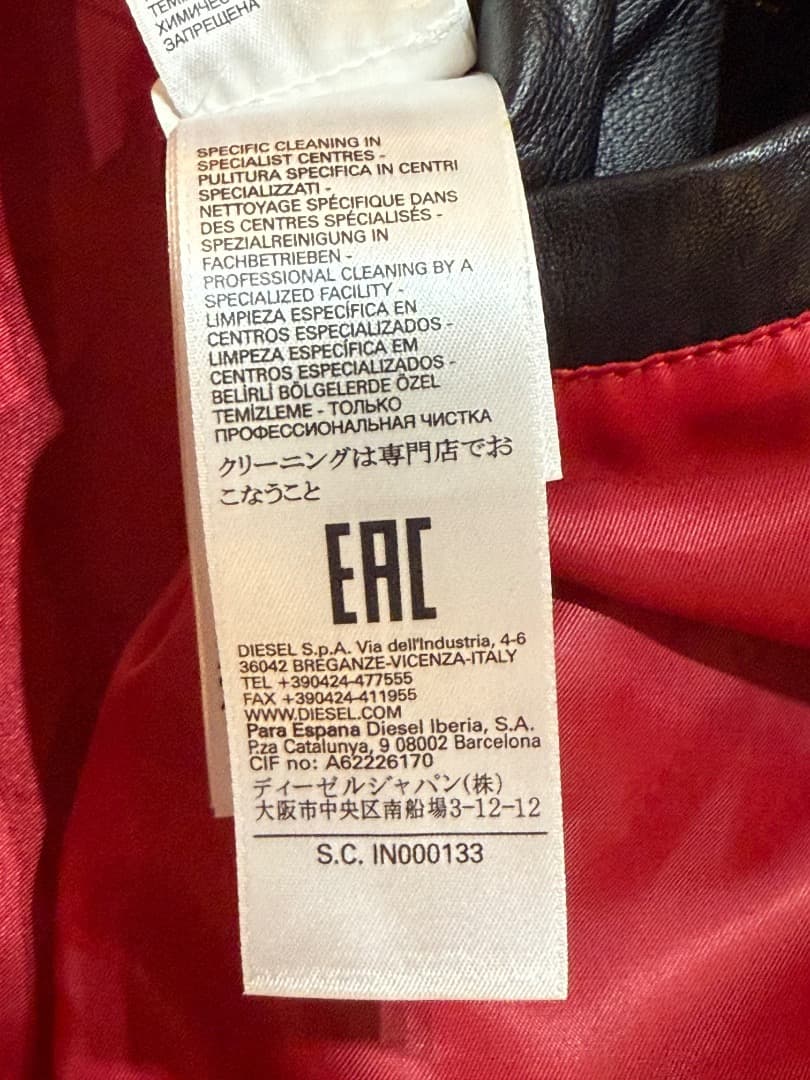 ХИМИЧЕС
ЗАПРЕЩЕНА
SPECIFIC CLEANING IN
SPECIALIST CENTRES -
PULITURA SPECIFICA IN CENTRI
SPECIALIZZATI -
NETTOYAGE SPÉCIFIQUE DANS
DES CENTRES SPÉCIALISÉS -
SPEZIALREINIGUNG IN
FACHBETRIEBEN -
PROFESSIONAL CLEANING BY A
SPECIALIZED FACILITY -
LIMPIEZA ESPECÍFICA EN
CENTROS ESPECIALIZADOS -
LIMPEZA ESPECÍFICA EM
CENTROS ESPECIALIZADOS -
BELİRLİ BÖLGELERDE ÖZEL
TEMİZLEME - ТОЛЬКО
ПРОФЕССИОНАЛЬНАЯ ЧИСТКА
クリーニングは専門店でお
こなうこと
EAC
DIESEL S.p.A. Via dell'Industria, 4-6
36042 BREGANZE-VICENZA-ITALY
TEL +390424-477555
FAX +390424-411955
WWW.DIESEL.COM
Para Espana Diesel Iberia, S.A.
P.za Catalunya, 9 08002 Barcelona
CIF no: A62226170
ディーゼルジャパン(株)
大阪市中央区南船場3-12-12
S.C. IN000133